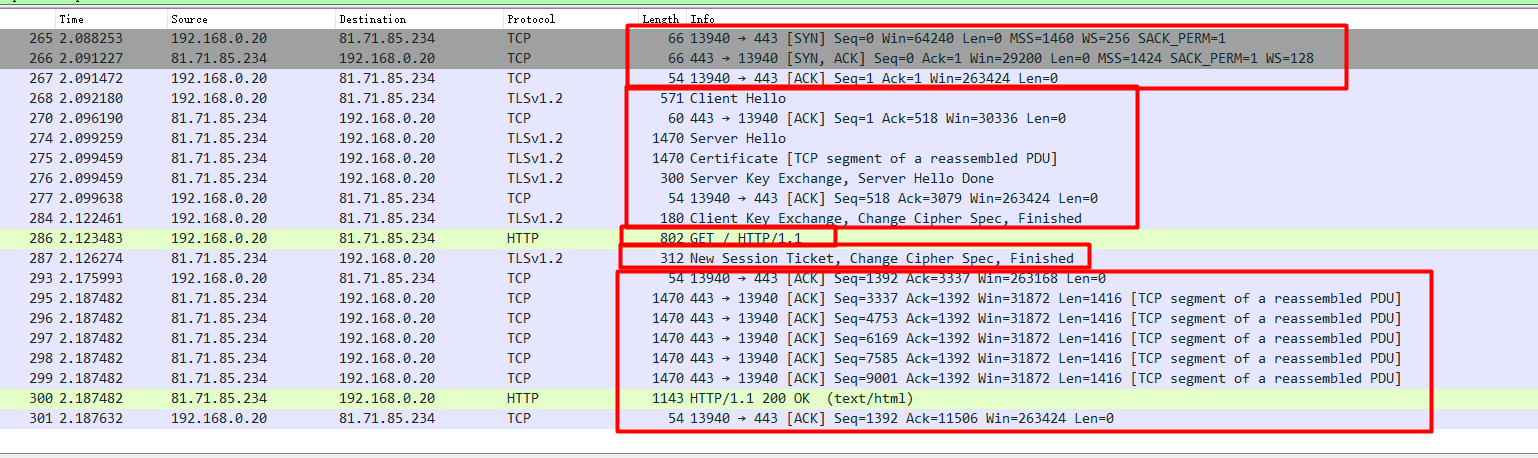 Time Source Destination Protocol Length Info
265 2.088253 192.168.0.20 81.71.85.234 TCP 66 13940 → 443 [SYN] Seq=0 Win=64240 Len=0 MSS=1460 WS=256 SACK_PERM=1
266 2.091227 81.71.85.234 192.168.0.20 TCP 66 443 → 13940 [SYN, ACK] Seq=0 Ack=1 Win=29200 Len=0 MSS=1424 SACK_PERM=1 WS=128
267 2.091472 192.168.0.20 81.71.85.234 TCP 54 13940 → 443 [ACK] Seq=1 Ack=1 Win=263424 Len=0
268 2.092180 192.168.0.20 81.71.85.234 TLSv1.2 571 Client Hello
270 2.096190 81.71.85.234 192.168.0.20 TCP 60 443 → 13940 [ACK] Seq=1 Ack=518 Win=30336 Len=0
274 2.099259 81.71.85.234 192.168.0.20 TLSv1.2 1470 Server Hello
275 2.099459 81.71.85.234 192.168.0.20 TLSv1.2 1470 Certificate [TCP segment of a reassembled PDU]
276 2.099459 81.71.85.234 192.168.0.20 TLSv1.2 300 Server Key Exchange, Server Hello Done
277 2.099638 192.168.0.20 81.71.85.234 TCP 54 13940 → 443 [ACK] Seq=518 Ack=3079 Win=263424 Len=0
284 2.122461 192.168.0.20 81.71.85.234 TLSv1.2 180 Client Key Exchange, Change Cipher Spec, Finished
286 2.123483 192.168.0.20 81.71.85.234 HTTP 802 GET / HTTP/1.1
287 2.126274 81.71.85.234 192.168.0.20 TLSv1.2 312 New Session Ticket, Change Cipher Spec, Finished
293 2.175993 192.168.0.20 81.71.85.234 TCP 54 13940 → 443 [ACK] Seq=1392 Ack=3337 Win=263168 Len=0
295 2.187482 81.71.85.234 192.168.0.20 TCP 1470 443 → 13940 [ACK] Seq=3337 Ack=1392 Win=31872 Len=1416 [TCP segment of a reassembled PDU]
296 2.187482 81.71.85.234 192.168.0.20 TCP 1470 443 → 13940 [ACK] Seq=4753 Ack=1392 Win=31872 Len=1416 [TCP segment of a reassembled PDU]
297 2.187482 81.71.85.234 192.168.0.20 TCP 1470 443 → 13940 [ACK] Seq=6169 Ack=1392 Win=31872 Len=1416 [TCP segment of a reassembled PDU]
298 2.187482 81.71.85.234 192.168.0.20 TCP 1470 443 → 13940 [ACK] Seq=7585 Ack=1392 Win=31872 Len=1416 [TCP segment of a reassembled PDU]
299 2.187482 81.71.85.234 192.168.0.20 TCP 1470 443 → 13940 [ACK] Seq=9001 Ack=1392 Win=31872 Len=1416 [TCP segment of a reassembled PDU]
300 2.187482 81.71.85.234 192.168.0.20 HTTP 1143 HTTP/1.1 200 OK (text/html)
301 2.187632 192.168.0.20 81.71.85.234 TCP 54 13940 → 443 [ACK] Seq=1392 Ack=11506 Win=263424 Len=0